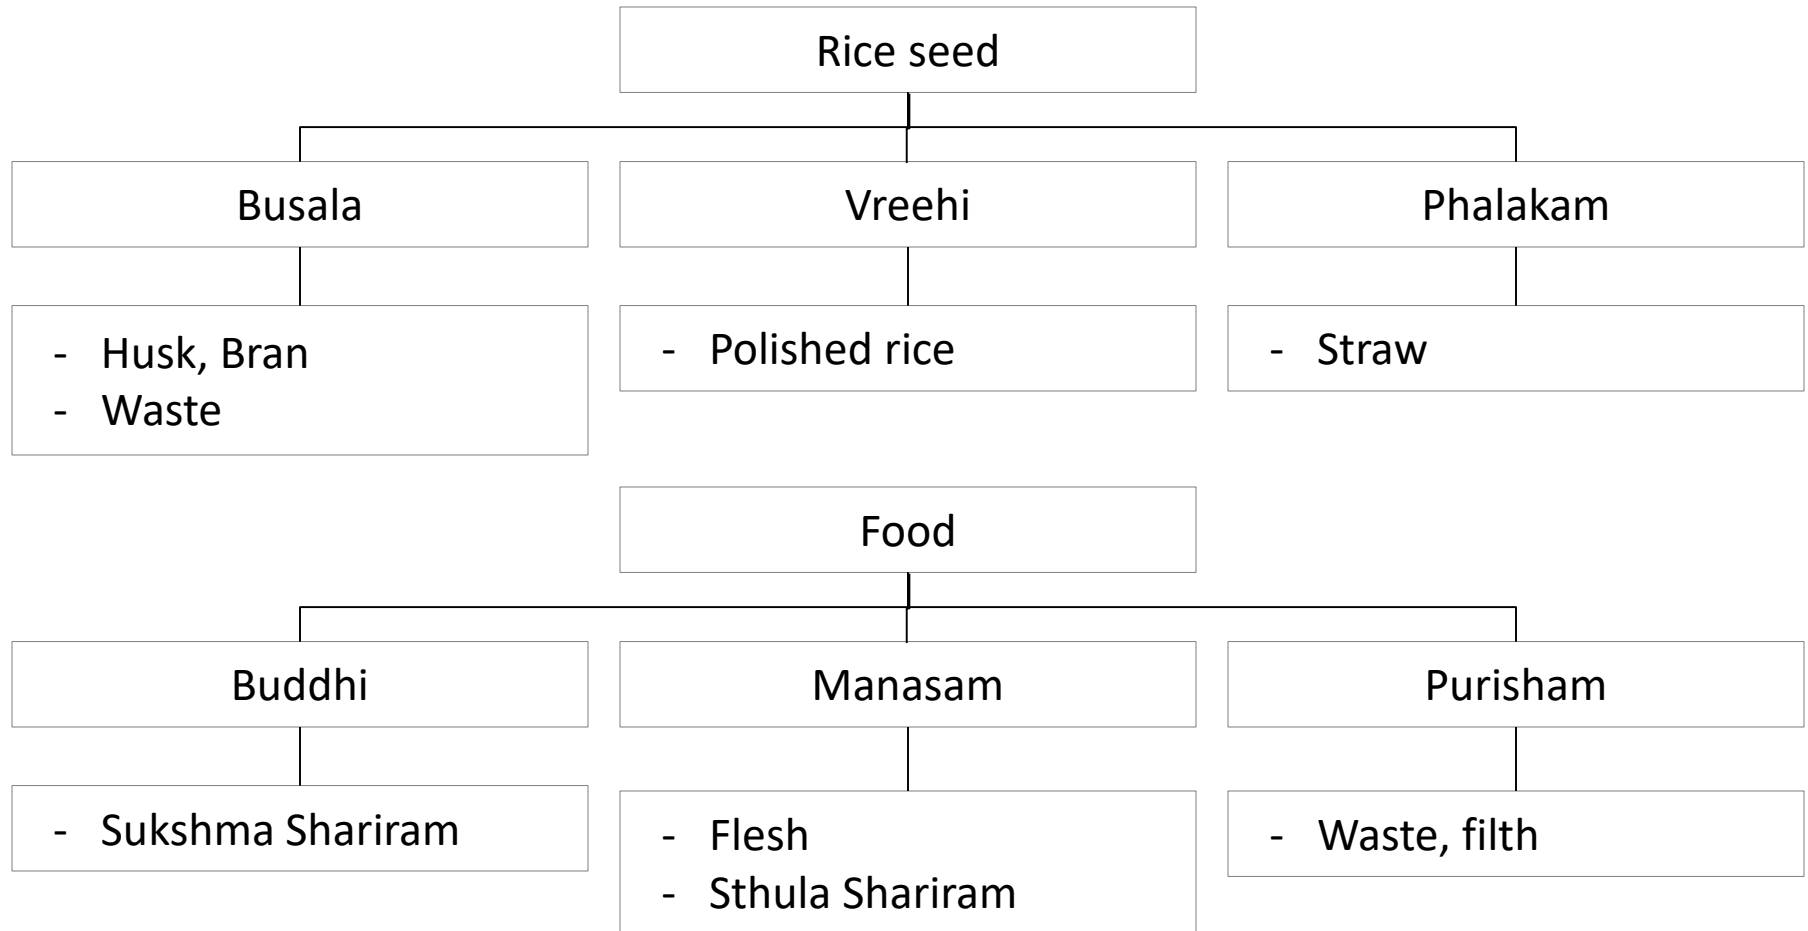 Rice seed
Busala
Vreehi
Phalakam
- Husk, Bran
- Waste
- Polished rice
- Straw
Food
Buddhi
Manasam
Purisham
- Sukshma Shariram
- Flesh
- Sthula Shariram
- Waste, filth